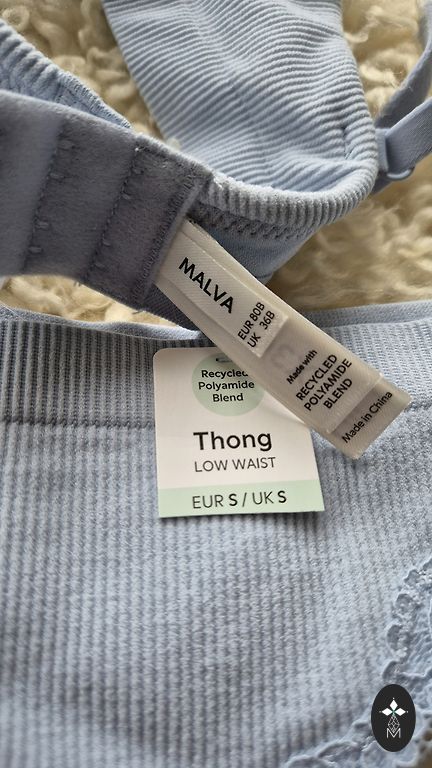 MALVA
EUR 80B
UK 36B
Made with
RECYCLED
POLYAMIDE
BLEND
Made in China
Recycled
Polyamide
Blend
Thong
LOW WAIST
EUR S / UK S